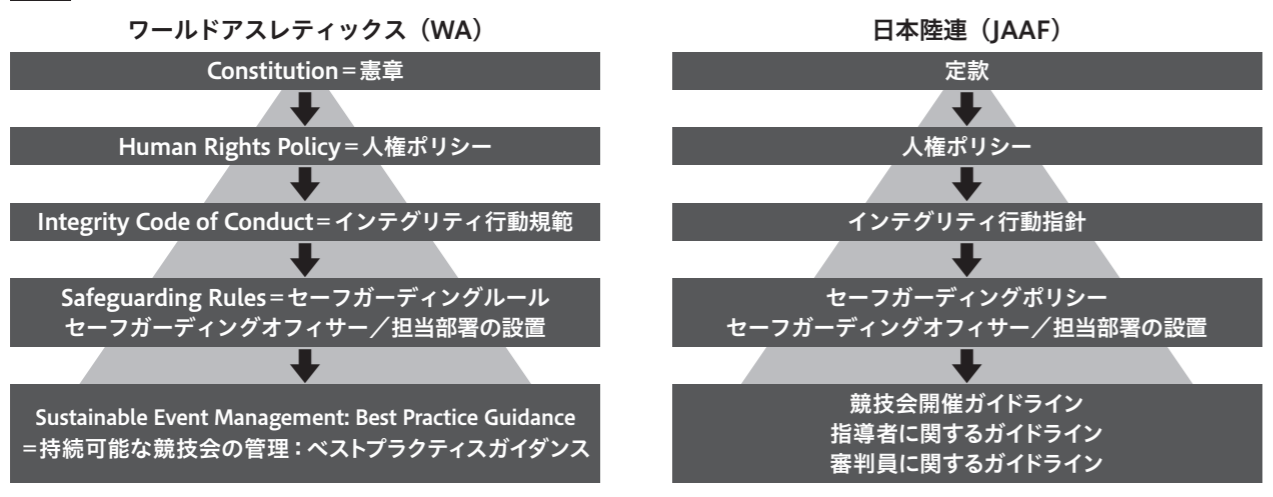 ワールドアスレティックス（WA）
Constitution＝憲章
Human Rights Policy＝人権ポリシー
Integrity Code of Conduct＝インテグリティ行動規範
Safeguarding Rules＝セーフガーディングルール
セーフガーディングオフィサー／担当部署の設置
Sustainable Event Management: Best Practice Guidance
＝持続可能な競技会の管理：ベストプラクティスガイダンス
日本陸連（JAAF）
定款
人権ポリシー
インテグリティ行動指針
セーフガーディングポリシー
セーフガーディングオフィサー／担当部署の設置
競技会開催ガイドライン
指導者に関するガイドライン
審判員に関するガイドライン